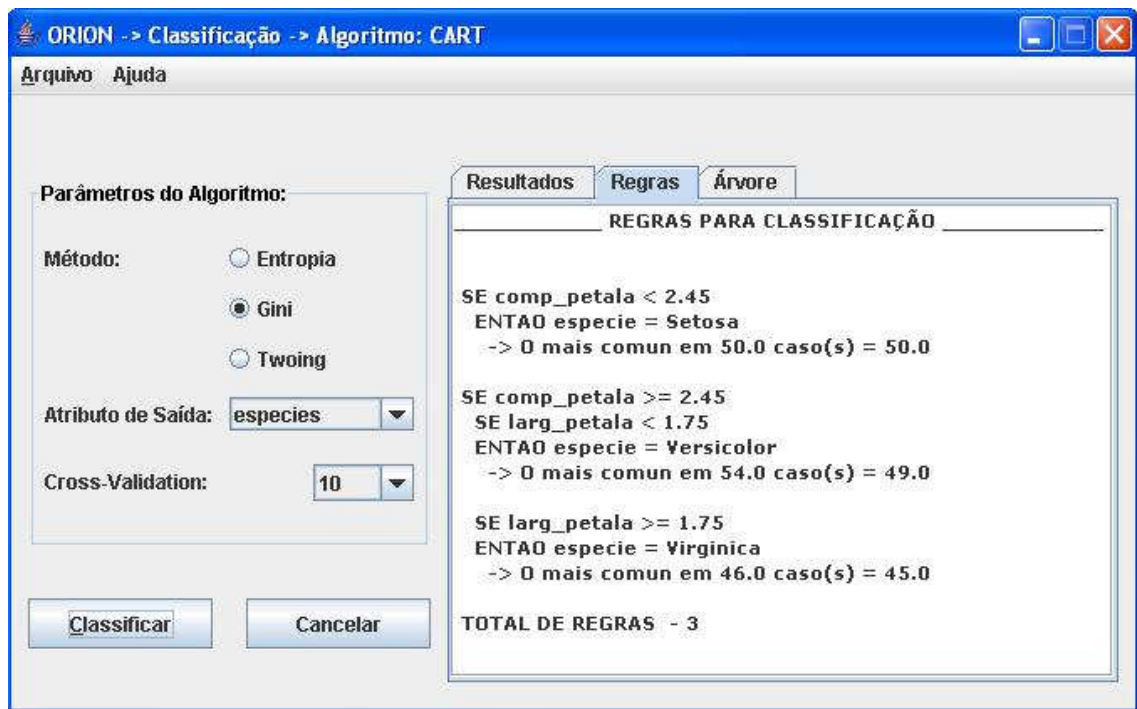 ORION -> Classificação -> Algoritmo: CART
Arquivo Ajuda
Parâmetros do Algoritmo:
Método:
Entropia
Gini
Twoing
Atributo de Saída: especies
Cross-Validation: 10
Classificar Cancelar
Resultados Regras Árvore
REGRAS PARA CLASSIFICAÇÃO
SE comp_petala < 2.45
ENTAO especie = Setosa
-> O mais comun em 50.0 caso(s) = 50.0
SE comp_petala >= 2.45
SE larg_petala < 1.75
ENTAO especie = Versicolor
-> O mais comun em 54.0 caso(s) = 49.0
SE larg_petala >= 1.75
ENTAO especie = Virginica
-> O mais comun em 46.0 caso(s) = 45.0
TOTAL DE REGRAS - 3